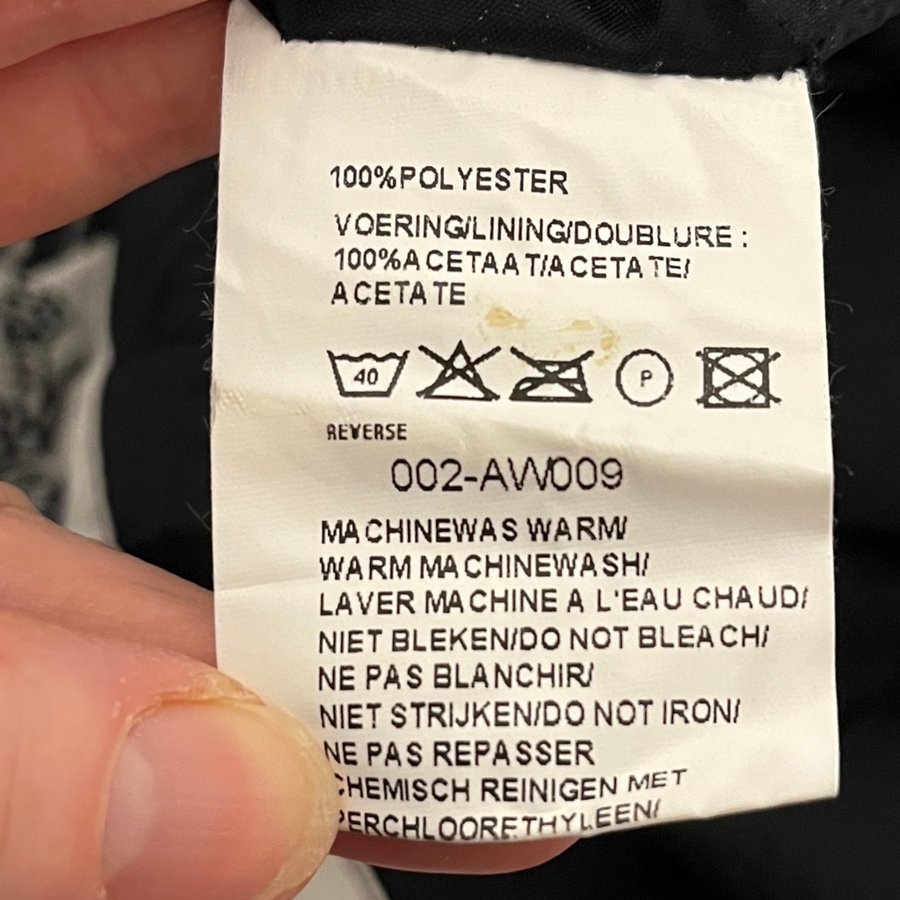 100%POLYESTER
VOERING/LINING/DOUBLURE :
100%ACETAAT/ACETATE/
ACETATE
40 P
REVERSE
002-AW009
MACHINEWAS WARM/
WARM MACHINEWASH/
LAVER MACHINE A L'EAU CHAUD/
NIET BLEKEN/DO NOT BLEACH/
NE PAS BLANCHIR/
NIET STRIJKEN/DO NOT IRON/
NE PAS REPASSER
CHEMISCH REINIGEN MET
PERCHLOORETHYLEEN/